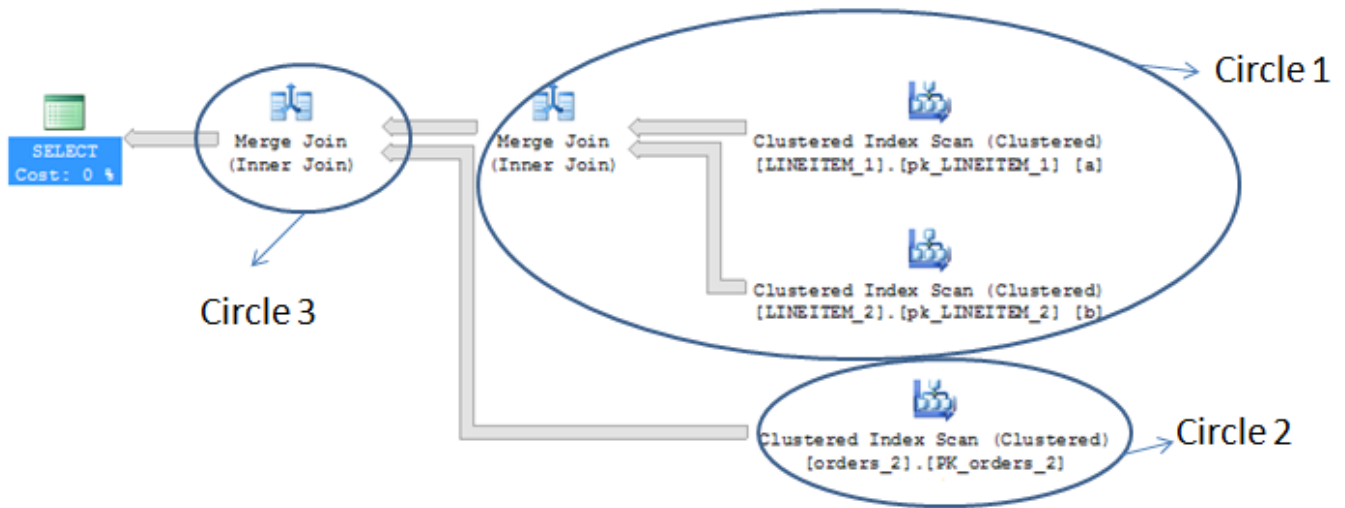 Circle 1
SELECT
Cost: 0 %
Merge Join
(Inner Join)
Merge Join
(Inner Join)
Clustered Index Scan (Clustered)
[LINEITEM_1].[pk_LINEITEM_1] [a]
Clustered Index Scan (Clustered)
[LINEITEM_2].[pk_LINEITEM_2] [b]
Circle 3
Clustered Index Scan (Clustered)
[orders_2].[PK_orders_2]
Circle 2